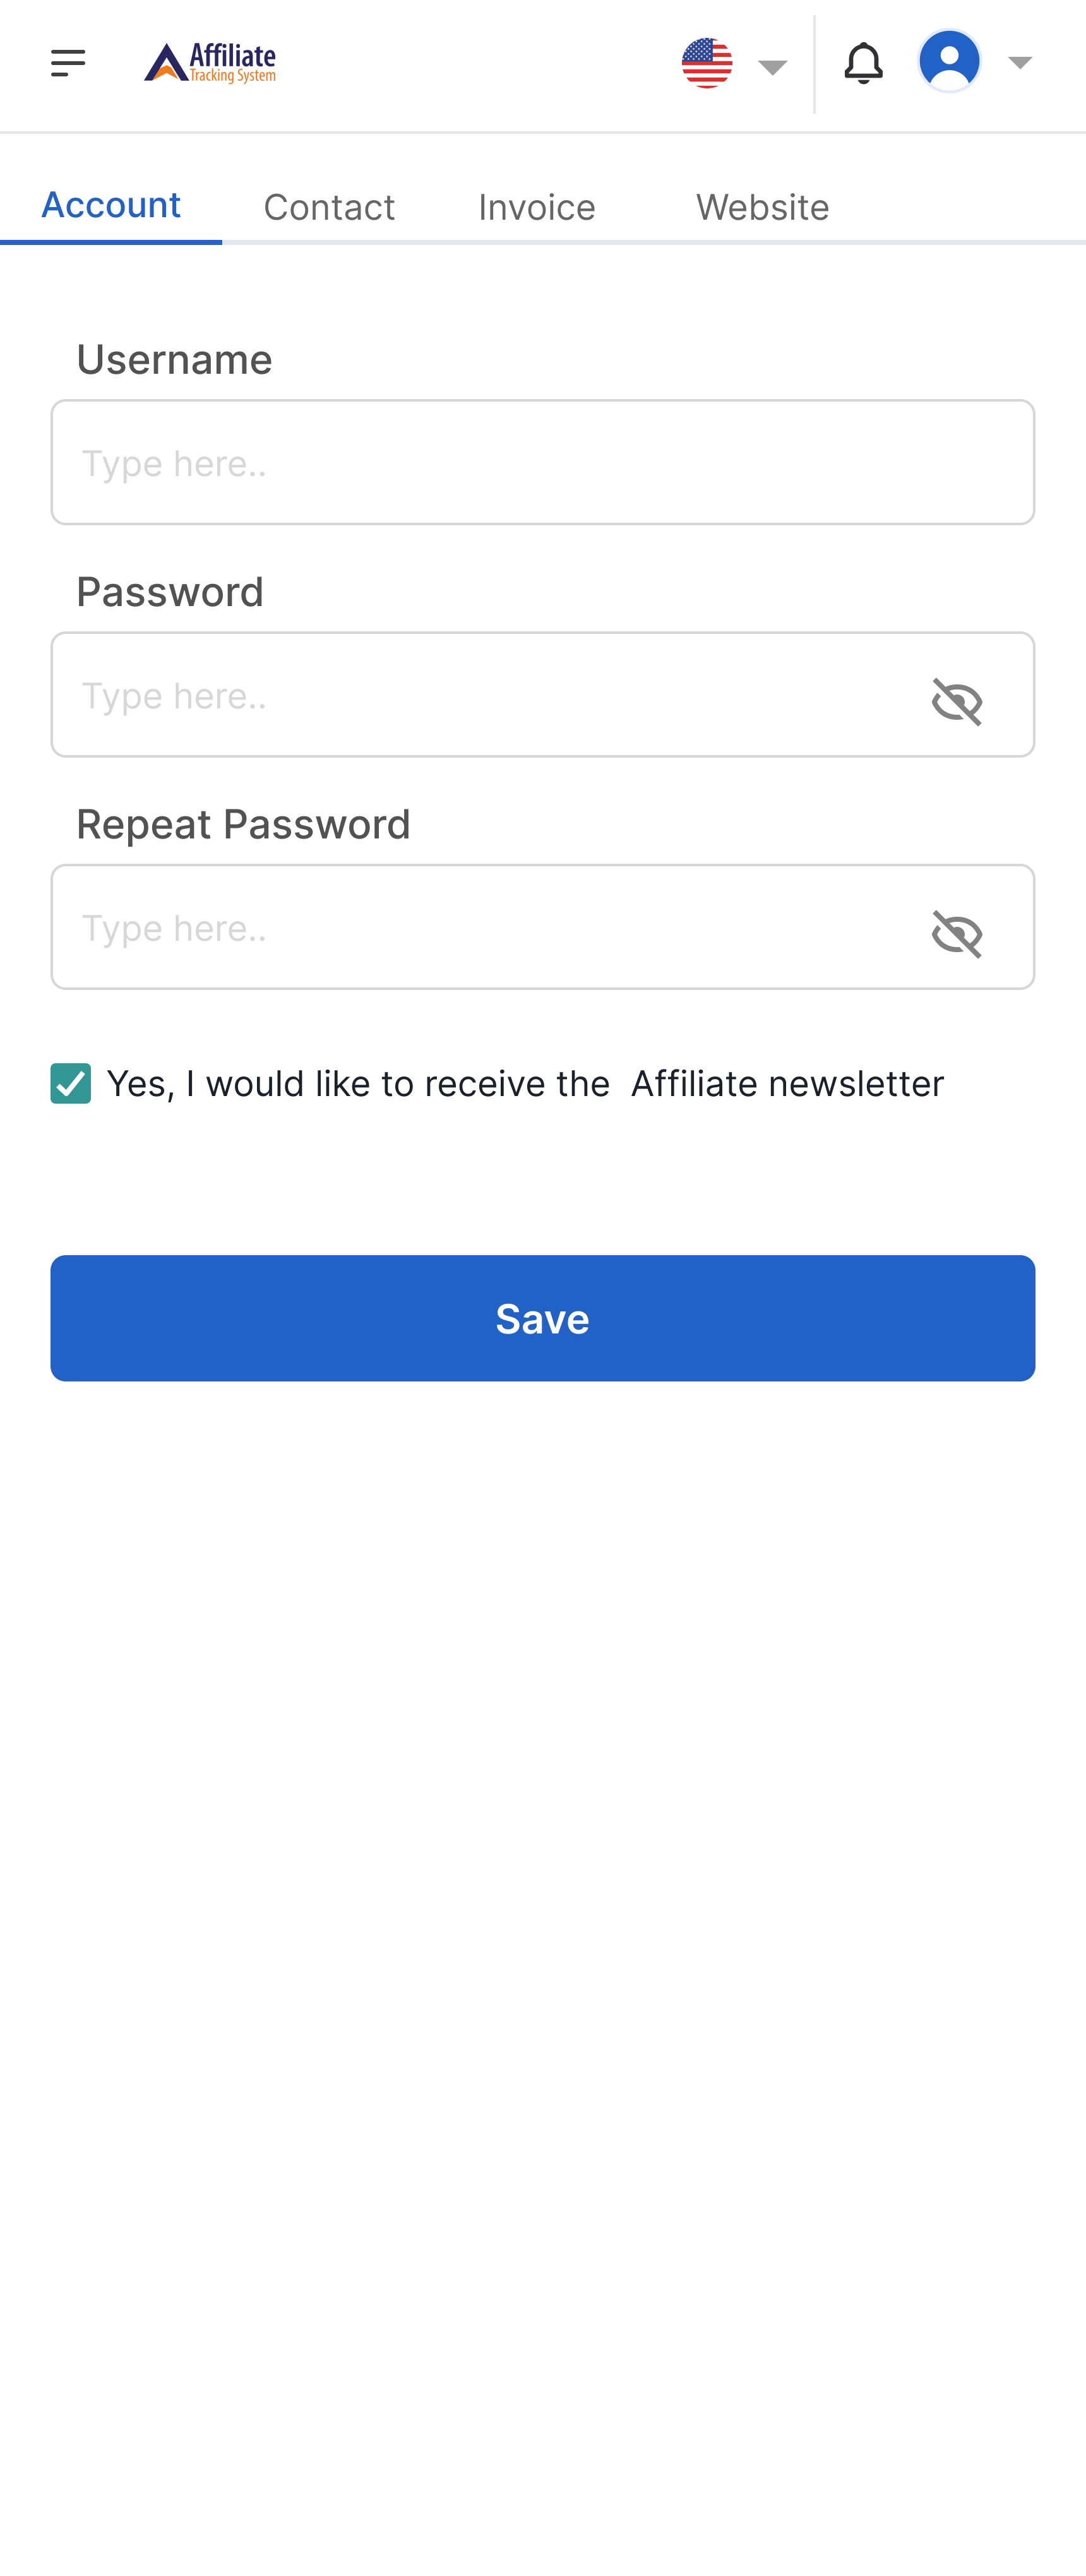 Affiliate
Tracking System
Account Contact Invoice Website
Username
Type here..
Password
Type here..
Repeat Password
Type here..
Yes, I would like to receive the  Affiliate newsletter
Save